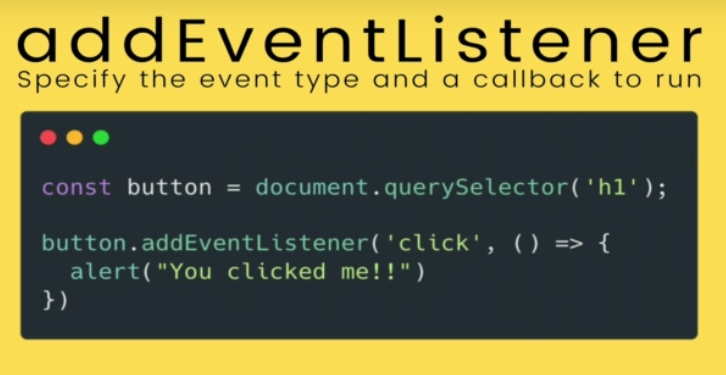 addEventListener
Specify the event type and a callback to run
const button = document.querySelector('h1');
button.addEventListener('click', () => {
  alert("You clicked me!!")
})